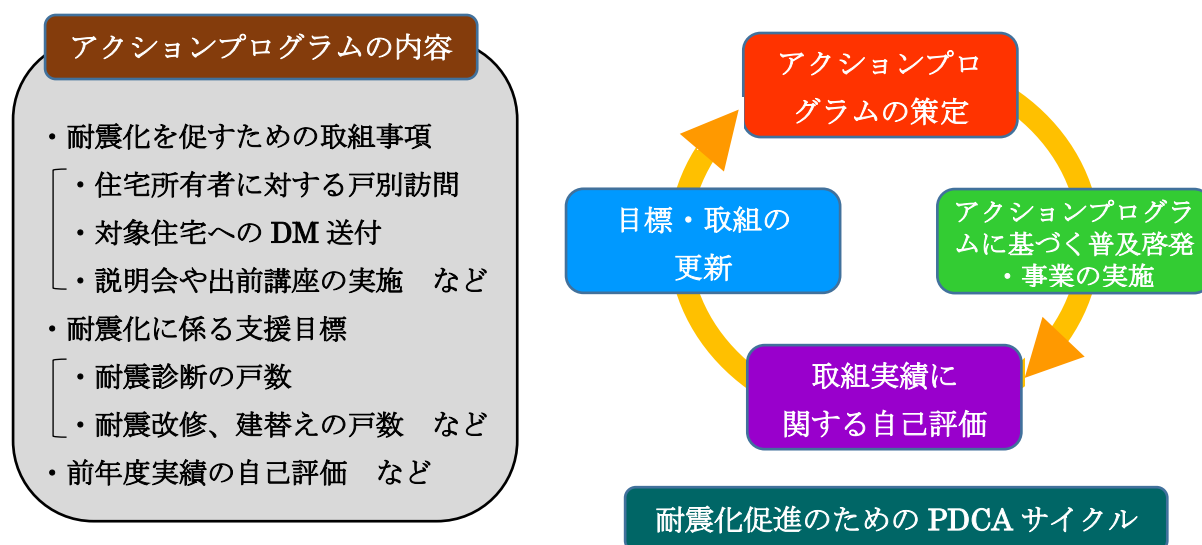 アクションプログラムの内容
・耐震化を促すための取組事項
・住宅所有者に対する戸別訪問
・対象住宅への DM 送付
・説明会や出前講座の実施　など
・耐震化に係る支援目標
・耐震診断の戸数
・耐震改修、建替えの戸数　など
・前年度実績の自己評価　など
アクションプロ
グラムの策定
アクションプログラ
ムに基づく普及啓発
・事業の実施
取組実績に
関する自己評価
目標・取組の
更新
耐震化促進のための PDCA サイクル